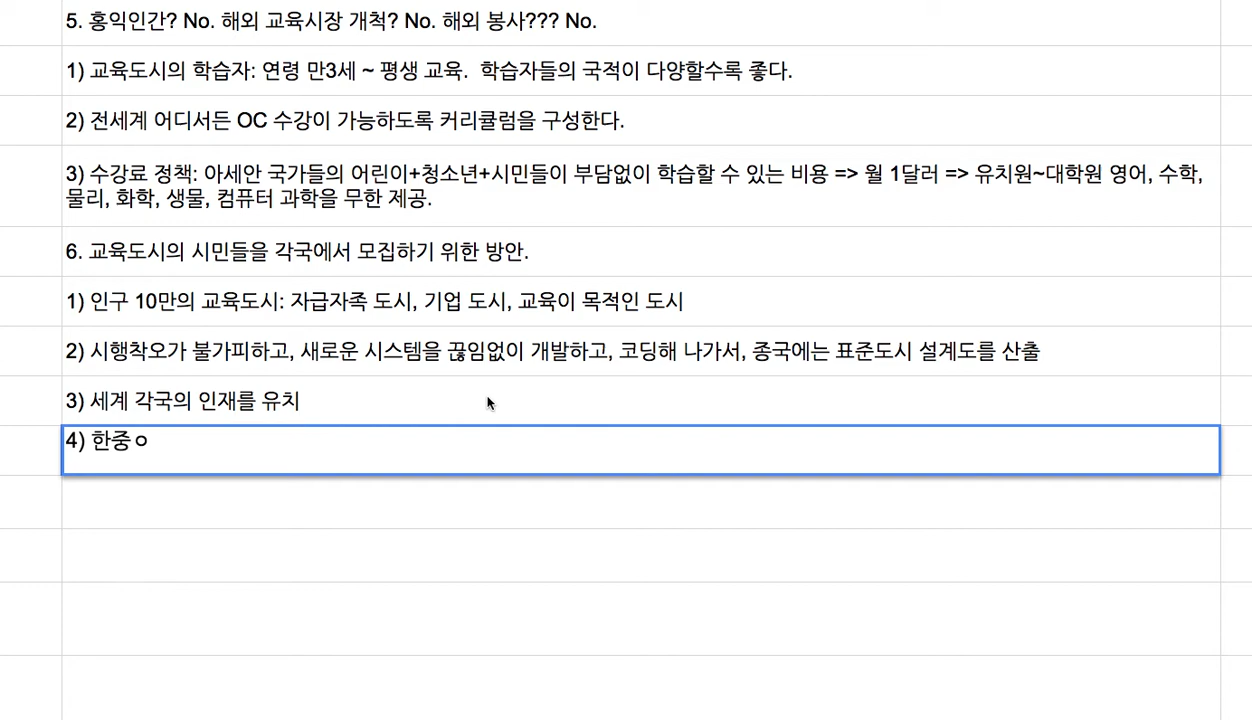 5. 홍익인간? No. 해외 교육시장 개척? No. 해외 봉사??? No.
1) 교육도시의 학습자: 연령 만3세 ~ 평생 교육. 학습자들의 국적이 다양할수록 좋다.
2) 전세계 어디서든 OC 수강이 가능하도록 커리큘럼을 구성한다.
3) 수강료 정책: 아세안 국가들의 어린이+청소년+시민들이 부담없이 학습할 수 있는 비용 => 월 1달러 => 유치원~대학원 영어, 수학,
물리, 화학, 생물, 컴퓨터 과학을 무한 제공.
6. 교육도시의 시민들을 각국에서 모집하기 위한 방안.
1) 인구 10만의 교육도시: 자급자족 도시, 기업 도시, 교육이 목적인 도시
2) 시행착오가 불가피하고, 새로운 시스템을 끊임없이 개발하고, 코딩해 나가서, 종국에는 표준도시 설계도를 산출
3) 세계 각국의 인재를 유치
4) 한중ㅇ